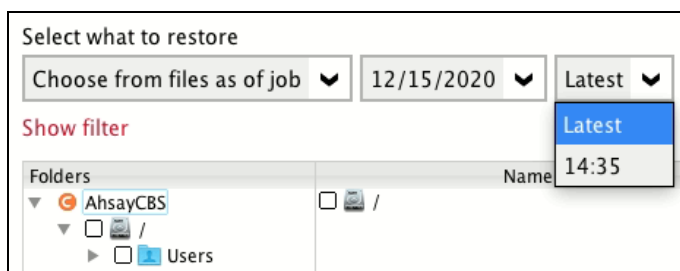 Select what to restore
Choose from files as of job 12/15/2020 Latest
Show filter
Latest
14:35
Folders Name
AhsayCBS /
/
Users